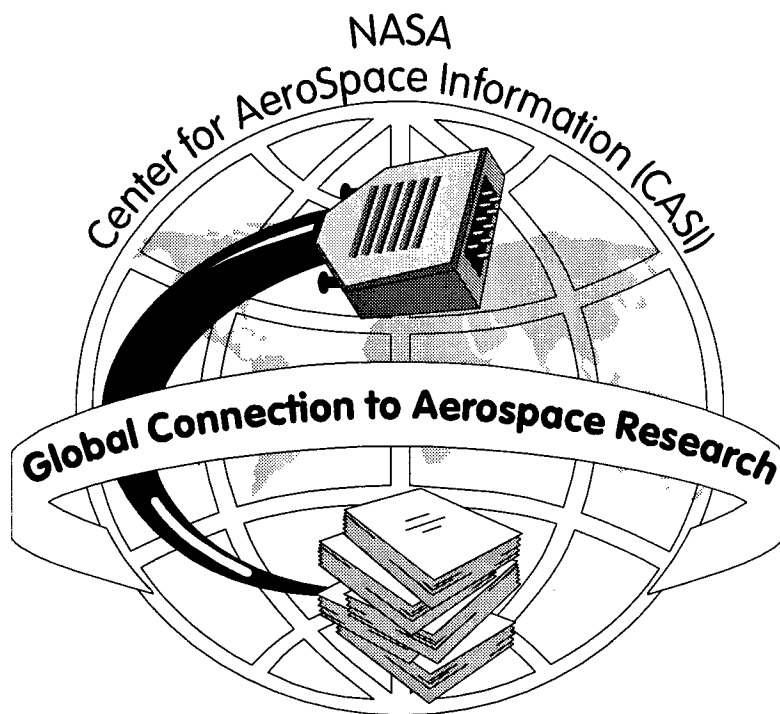 NASA
Center for AeroSpace Information (CASI)
Global Connection to Aerospace Research